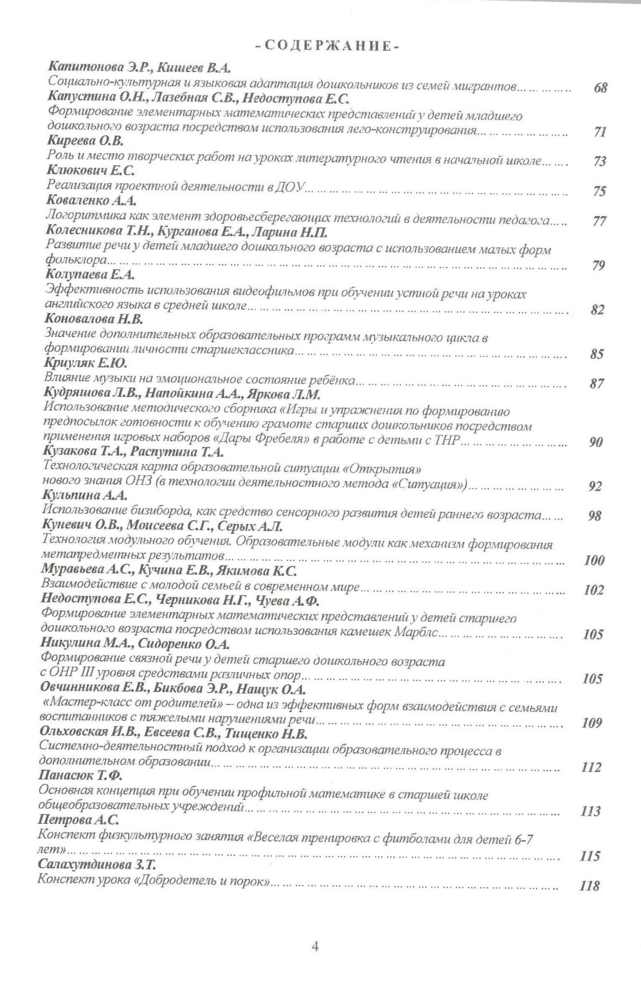 -СОДЕРЖАНИЕ-
Капитонова Э.Р., Кишеев В.А.
Социально-культурная и языковая адаптация дошкольников из семей мигрантов... ... ... ... .. 68
Капустина О.Н., Лазебная С.В., Недоступова Е.С.
Формирование элементарных математических представлений у детей младшего
дошкольного возраста посредством использования лего-конструирования... ... ... ... ... ... ... .. 71
Киреева О.В.
Роль и место творческих работ на уроках литературного чтения в начальной школе... ... . 73
Клюкович Е.С.
Реализация проектной деятельности в ДОУ... ... ... ... ... ... ... ... ... ... ... ... ... ... ... ... ... ... ... ... .. 75
Коваленко А.А.
Логоритмика как элемент здоровьесберегающих технологий в деятельности педагога... .. 77
Колесникова Т.Н., Курганова Е.А., Ларина Н.П.
Развитие речи у детей младшего дошкольного возраста с использованием малых форм
фольклора... ... ... ... ... ... ... ... ... ... ... ... ... ... ... ... ... ... ... ... ... ... ... ... ... ... ... ... ... ... ... ... ... ... .. 79
Колупаева Е.А.
Эффективность использования видеофильмов при обучении устной речи на уроках
английского языка в средней школе... ... ... ... ... ... ... ... ... ... ... ... ... ... ... ... ... ... ... ... ... ... ... ... . 82
Коновалова Н.В.
Значение дополнительных образовательных программ музыкального цикла в
формировании личности старшеклассника... ... ... ... ... ... ... ... ... ... ... ... ... ... ... ... ... ... ... ... . 85
Криуляк Е.Ю.
Влияние музыки на эмоциональное состояние ребёнка... ... ... ... ... ... ... ... ... ... ... ... ... ... ... . 87
Кудряшова Л.В., Напойкина А.А., Яркова Л.М.
Использование методического сборника «Игры и упражнения по формированию
предпосылок готовности к обучению грамоте старших дошкольников посредством
применения игровых наборов «Дары Фребеля» в работе с детьми с ТНР... ... ... ... ... ... ... ... 90
Кузакова Т.А., Распутина Т.А.
Технологическая карта образовательной ситуации «Открытия»
нового знания ОНЗ (в технологии деятельностного метода «Ситуация»)... ... ... ... ... ... ... 92
Кульпина А.А.
Использование бизиборда, как средство сенсорного развития детей раннего возраста... ... 98
Куневич О.В., Моисеева С.Г., Серых А.Л.
Технология модульного обучения. Образовательные модули как механизм формирования
метапредметных результатов... ... ... ... ... ... ... ... ... ... ... ... ... ... ... ... ... ... ... ... ... ... ... ... ... ... 100
Муравьева А.С., Кучина Е.В., Якимова К.С.
Взаимодействие с молодой семьей в современном мире... ... ... ... ... ... ... ... ... ... ... ... ... ... ... 102
Недоступова Е.С., Черникова Н.Г., Чуева А.Ф.
Формирование элементарных математических представлений у детей старшего
дошкольного возраста посредством использования камешек Марблс... ... ... ... ... ... ... ... ... . 105
Никулина М.А., Сидоренко О.А.
Формирование связной речи у детей старшего дошкольного возраста
с ОНР III уровня средствами различных опор... ... ... ... ... ... ... ... ... ... ... ... ... ... ... ... ... ... ... . 105
Овчинникова Е.В., Бикбова Э.Р., Нащук О.А.
«Мастер-класс от родителей» – одна из эффективных форм взаимодействия с семьями
воспитанников с тяжелыми нарушениями речи... ... ... ... ... ... ... ... ... ... ... ... ... ... ... ... ... ... 109
Ольховская И.В., Евсеева С.В., Тищенко Н.В.
Системно-деятельностный подход к организации образовательного процесса в
дополнительном образовании... ... ... ... ... ... ... ... ... ... ... ... ... ... ... ... ... ... ... ... ... ... ... ... ... ... .. 112
Панасюк Т.Ф.
Основная концепция при обучении профильной математике в старшей школе
общеобразовательных учреждений... ... ... ... ... ... ... ... ... ... ... ... ... ... ... ... ... ... ... ... ... ... ... ... 113
Петрова А.С.
Конспект физкультурного занятия «Веселая тренировка с фитболами для детей 6-7
лет»... ... ... ... ... ... ... ... ... ... ... ... ... ... ... ... ... ... ... ... ... ... ... ... ... ... ... ... ... ... ... ... ... ... ... ... . 115
Салахутдинова З.Т.
Конспект урока «Добродетель и порок»... ... ... ... ... ... ... ... ... ... ... ... ... ... ... ... ... ... ... ... ... ... .. 118
4